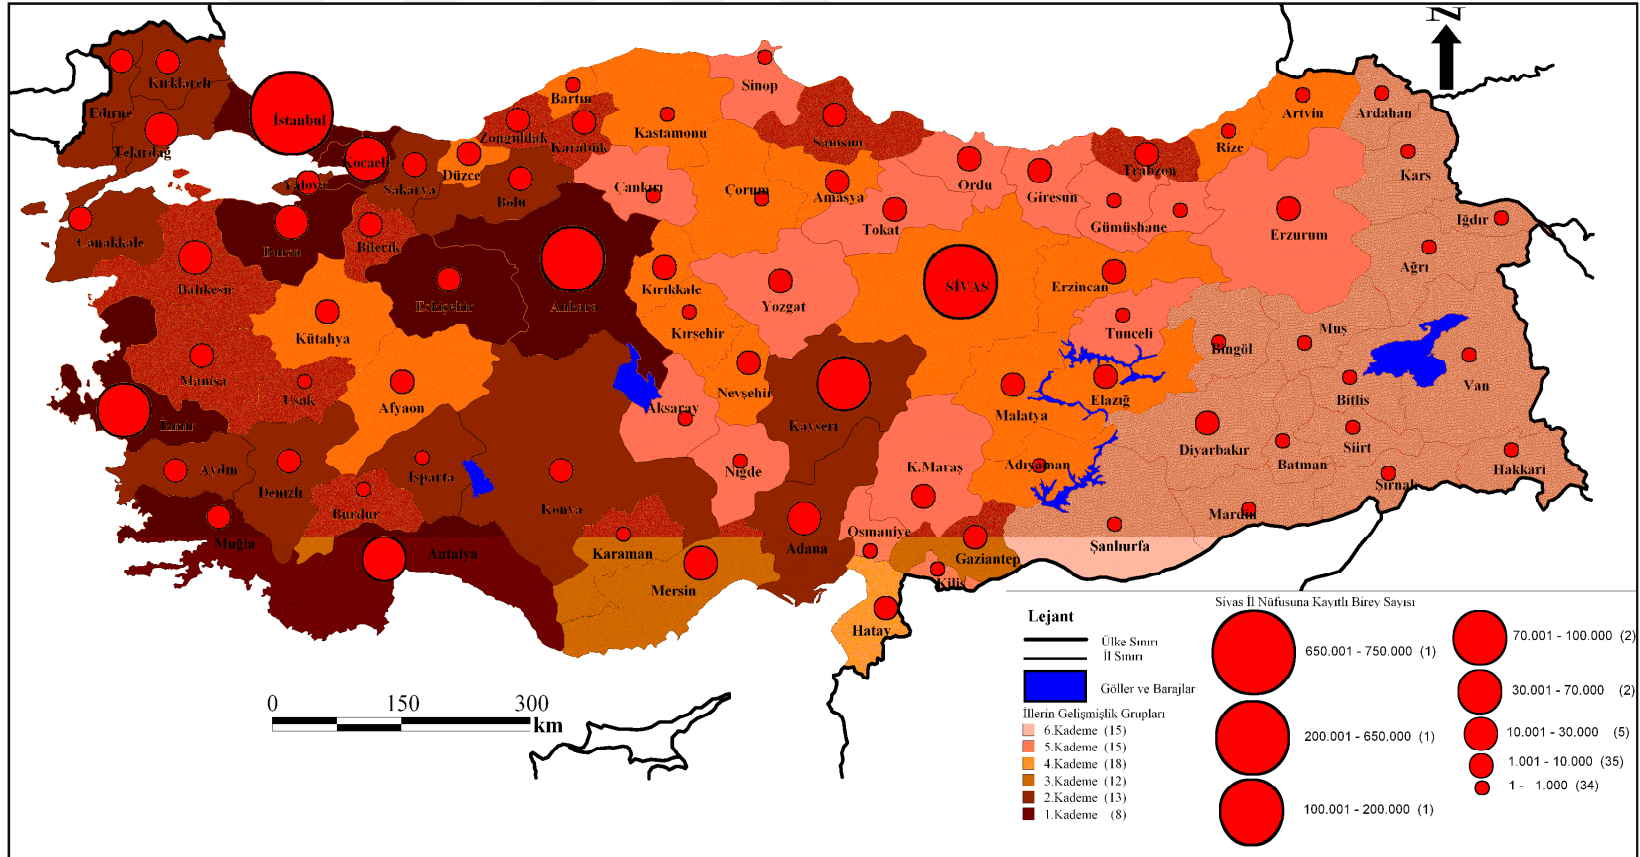 N
Kırklareli
Edirne
Tekirdağ
İstanbul
Kocaeli
Yalova
Sakarya
Düzce
Bolu
Zonguldak
Bartın
Karabük
Kastamonu
Sinop
Samsun
Çankırı
Çorum
Amasya
Tokat
Ordu
Giresun
Gümüşhane
Trabzon
Rize
Artvin
Ardahan
Kars
Iğdır
Ağrı
Erzurum
Çanakkale
Balıkesir
Bursa
Bilecik
Eskişehir
Ankara
Kırıkkale
Kırşehir
Yozgat
SİVAS
Erzincan
Tunceli
Bingöl
Muş
Van
Bitlis
Kütahya
Manisa
Uşak
Afyaon
Nevşehir
Aksaray
Kayseri
Malatya
Elazığ
Diyarbakır
Batman
Siirt
Şırnak
Hakkari
İzmir
Aydın
Denizli
Isparta
Burdur
Konya
Niğde
K.Maraş
Adıyaman
Mardin
Şanlıurfa
Muğla
Antalya
Karaman
Mersin
Adana
Osmaniye
Gaziantep
Kilis
Hatay
0 150 300
km
Lejant
Ülke Sınırı
İl Sınırı
Göller ve Barajlar
İllerin Gelişmişlik Grupları
6.Kademe (15)
5.Kademe (15)
4.Kademe (18)
3.Kademe (12)
2.Kademe (13)
1.Kademe (8)
Sivas İl Nüfusuna Kayıtlı Birey Sayısı
650.001 - 750.000 (1)
200.001 - 650.000 (1)
100.001 - 200.000 (1)
70.001 - 100.000 (2)
30.001 - 70.000 (2)
10.001 - 30.000 (5)
1.001 - 10.000 (35)
1 - 1.000 (34)